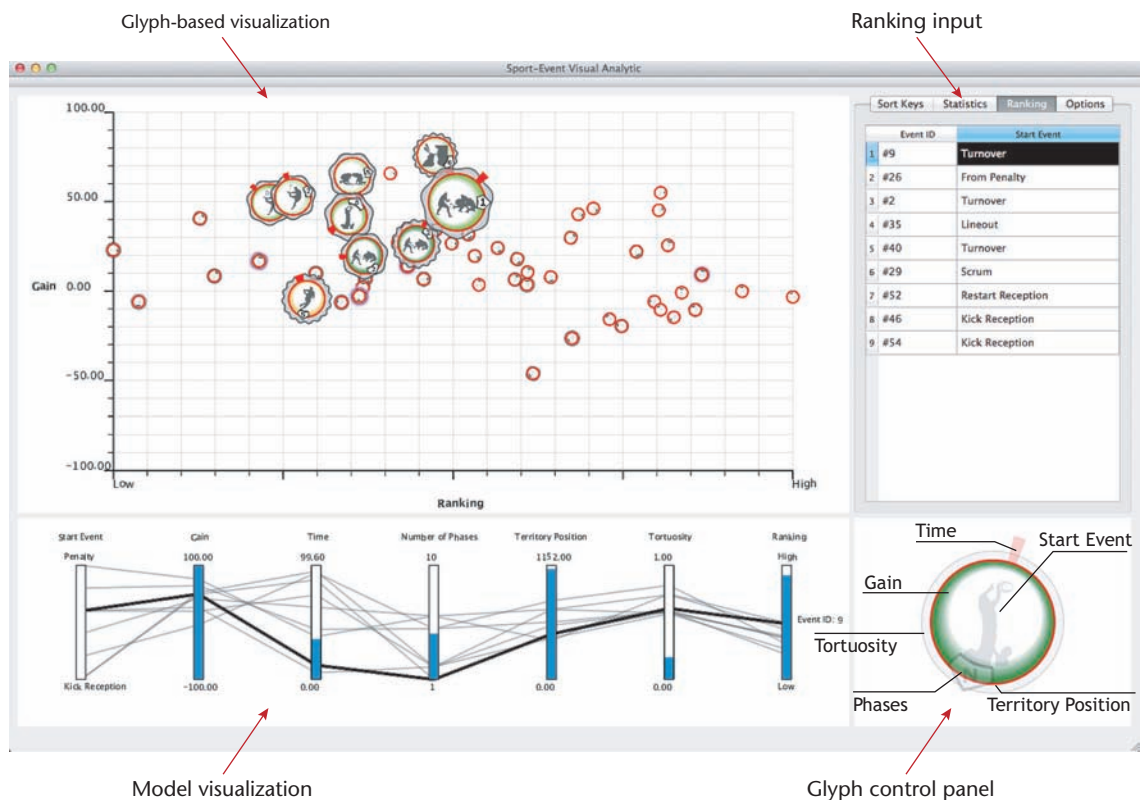 Glyph-based visualization
Ranking input
Sport-Event Visual Analytic
100.00
50.00
Gain 0.00
-50.00
-100.00
Low
High
Ranking
1
Sort Keys Statistics Ranking Options
Event ID Start Event
1 #9 Turnover
2 #26 From Penalty
3 #2 Turnover
4 #35 Lineout
5 #40 Turnover
6 #29 Scrum
7 #52 Restart Reception
8 #46 Kick Reception
9 #54 Kick Reception
Start Event Gain Time Number of Phases Territory Position Tortuosity Ranking
Penalty 100.00 99.60 10 1152.00 1.00 High
Event ID: 9
Kick Reception -100.00 0.00 1 0.00 0.00 Low
Time
Start Event
Gain
Tortuosity
N
Phases
Territory Position
Model visualization
Glyph control panel